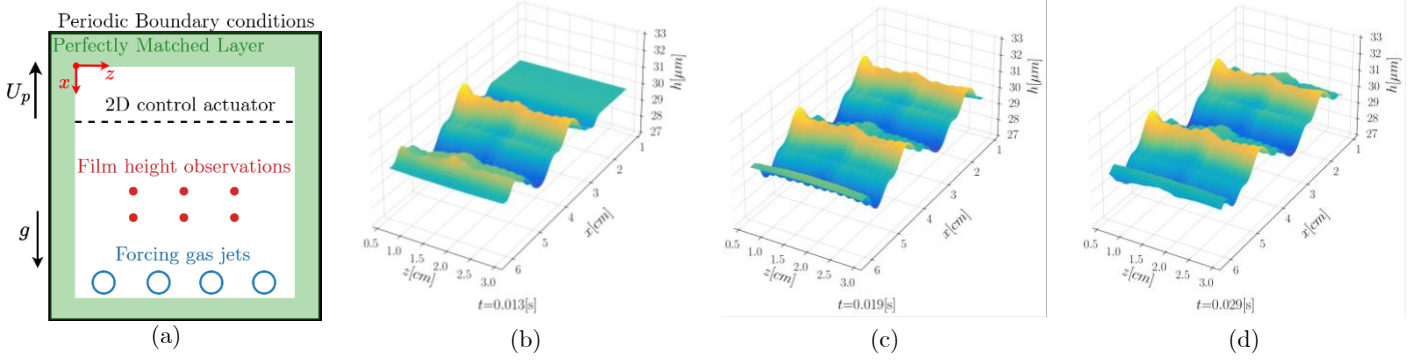 Periodic Boundary conditions
Perfectly Matched Layer
x
z
U_p
2D control actuator
Film height observations
g
Forcing gas jets
(a)
33
32
31
30
29
28
27
h[μm]
1
2
3
4
5
6
x[cm]
0.5
1.0
1.5
2.0
2.5
3.0
z[cm]
t=0.013[s]
(b)
33
32
31
30
29
28
27
h[μm]
1
2
3
4
5
6
x[cm]
0.5
1.0
1.5
2.0
2.5
3.0
z[cm]
t=0.019[s]
(c)
33
32
31
30
29
28
27
h[μm]
1
2
3
4
5
6
x[cm]
0.5
1.0
1.5
2.0
2.5
3.0
z[cm]
t=0.029[s]
(d)